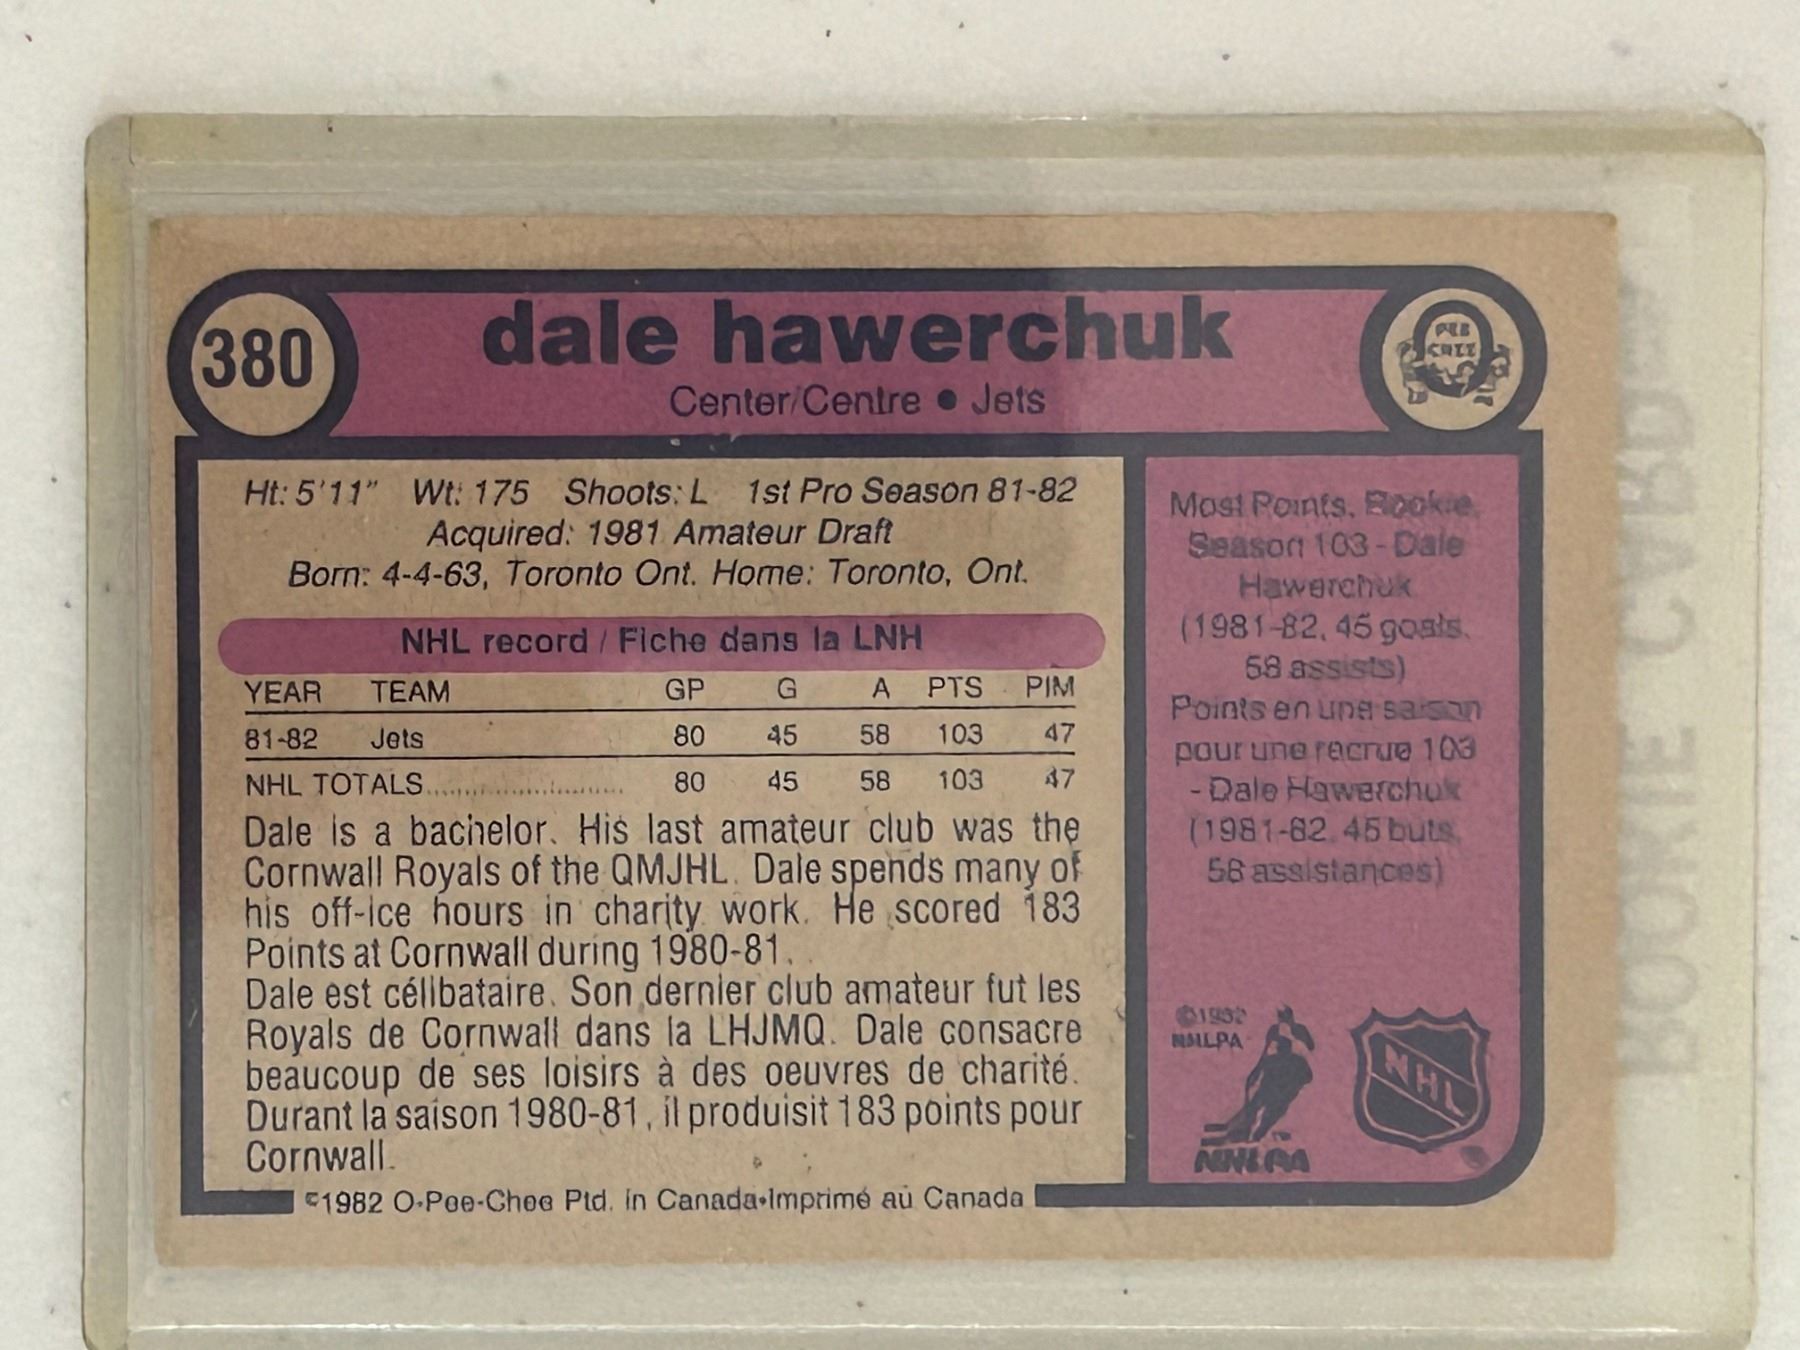 380
dale hawerchuk
OPEE CHEE
Center/Centre • Jets
Ht: 5'11" Wt: 175 Shoots: L 1st Pro Season 81-82
Acquired: 1981 Amateur Draft
Born: 4-4-63, Toronto Ont. Home: Toronto, Ont.
NHL record / Fiche dans la LNH
YEAR TEAM GP G A PTS PIM
81-82 Jets 80 45 58 103 47
NHL TOTALS 80 45 58 103 47
Dale is a bachelor. His last amateur club was the
Cornwall Royals of the QMJHL. Dale spends many of
his off-ice hours in charity work. He scored 183
Points at Cornwall during 1980-81.
Dale est célibataire. Son dernier club amateur fut les
Royals de Cornwall dans la LHJMQ. Dale consacre
beaucoup de ses loisirs à des oeuvres de charité.
Durant la saison 1980-81, il produisit 183 points pour
Cornwall.
©1982 O-Pee-Chee Ptd. in Canada•Imprimé au Canada
Most Points, Rookie,
Season 103 - Dale
Hawerchuk
(1981-82, 45 goals,
58 assists)
Points en une saison
pour une recrue 103
- Dale Hawerchuk
(1981-82, 45 buts,
58 assistances)
©1982
NHLPA
NHLPA
NHL
ROOKIE CARD